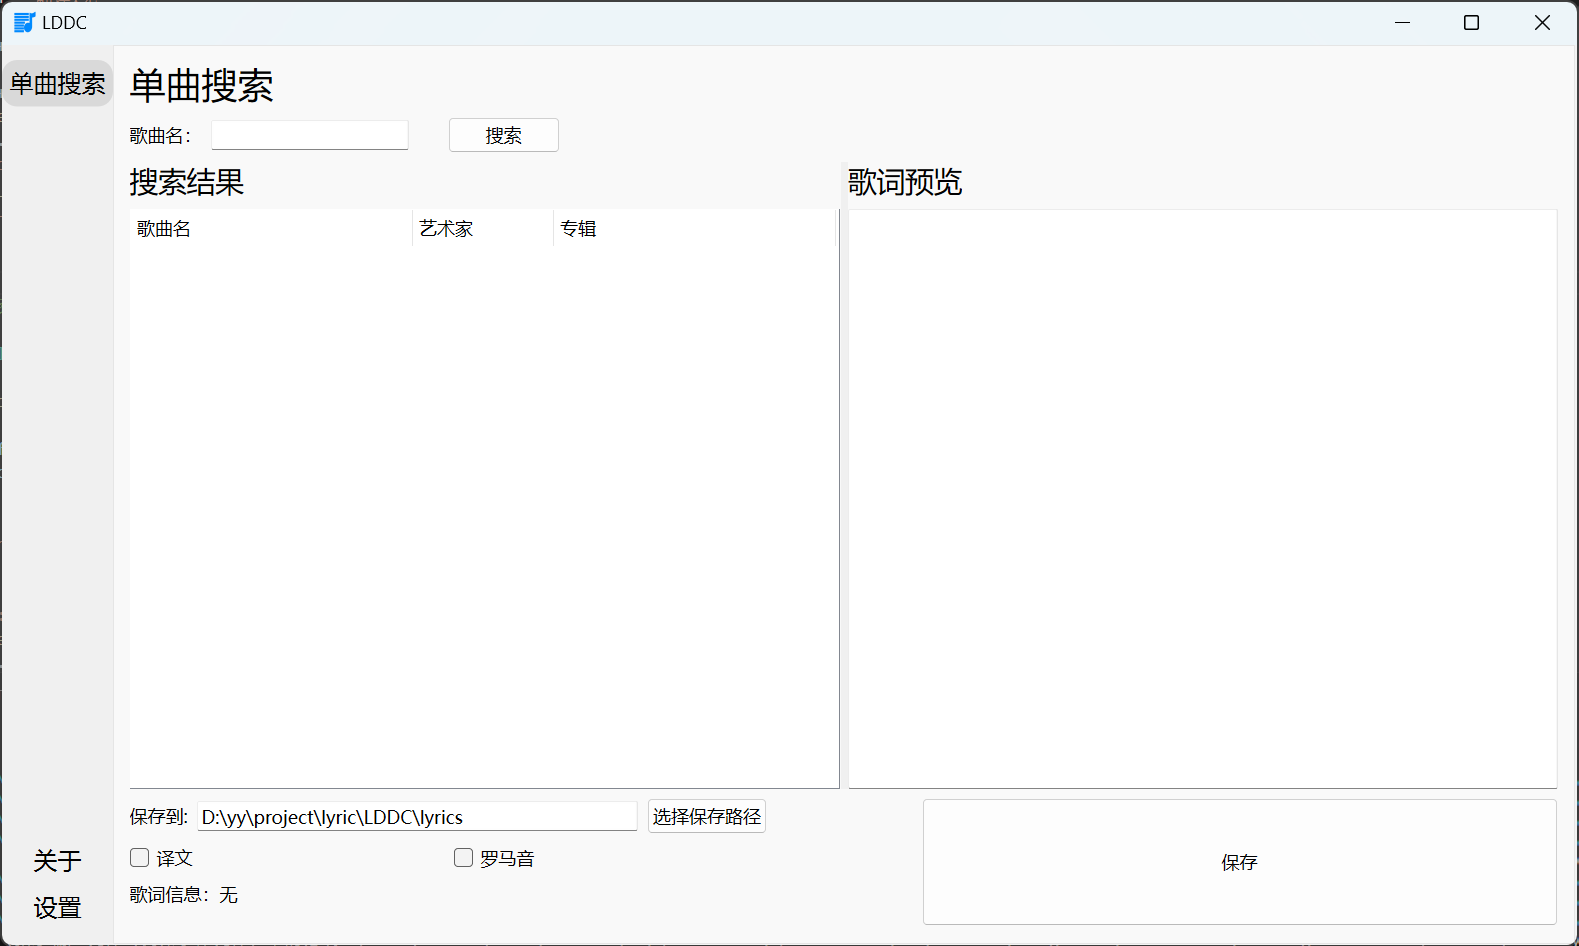 LDDC
单曲搜索
单曲搜索
歌曲名：
搜索
搜索结果
歌词预览
歌曲名
艺术家
专辑
保存到:
D:\yy\project\lyric\LDDC\lyrics
选择保存路径
译文
罗马音
保存
歌词信息：无
关于
设置